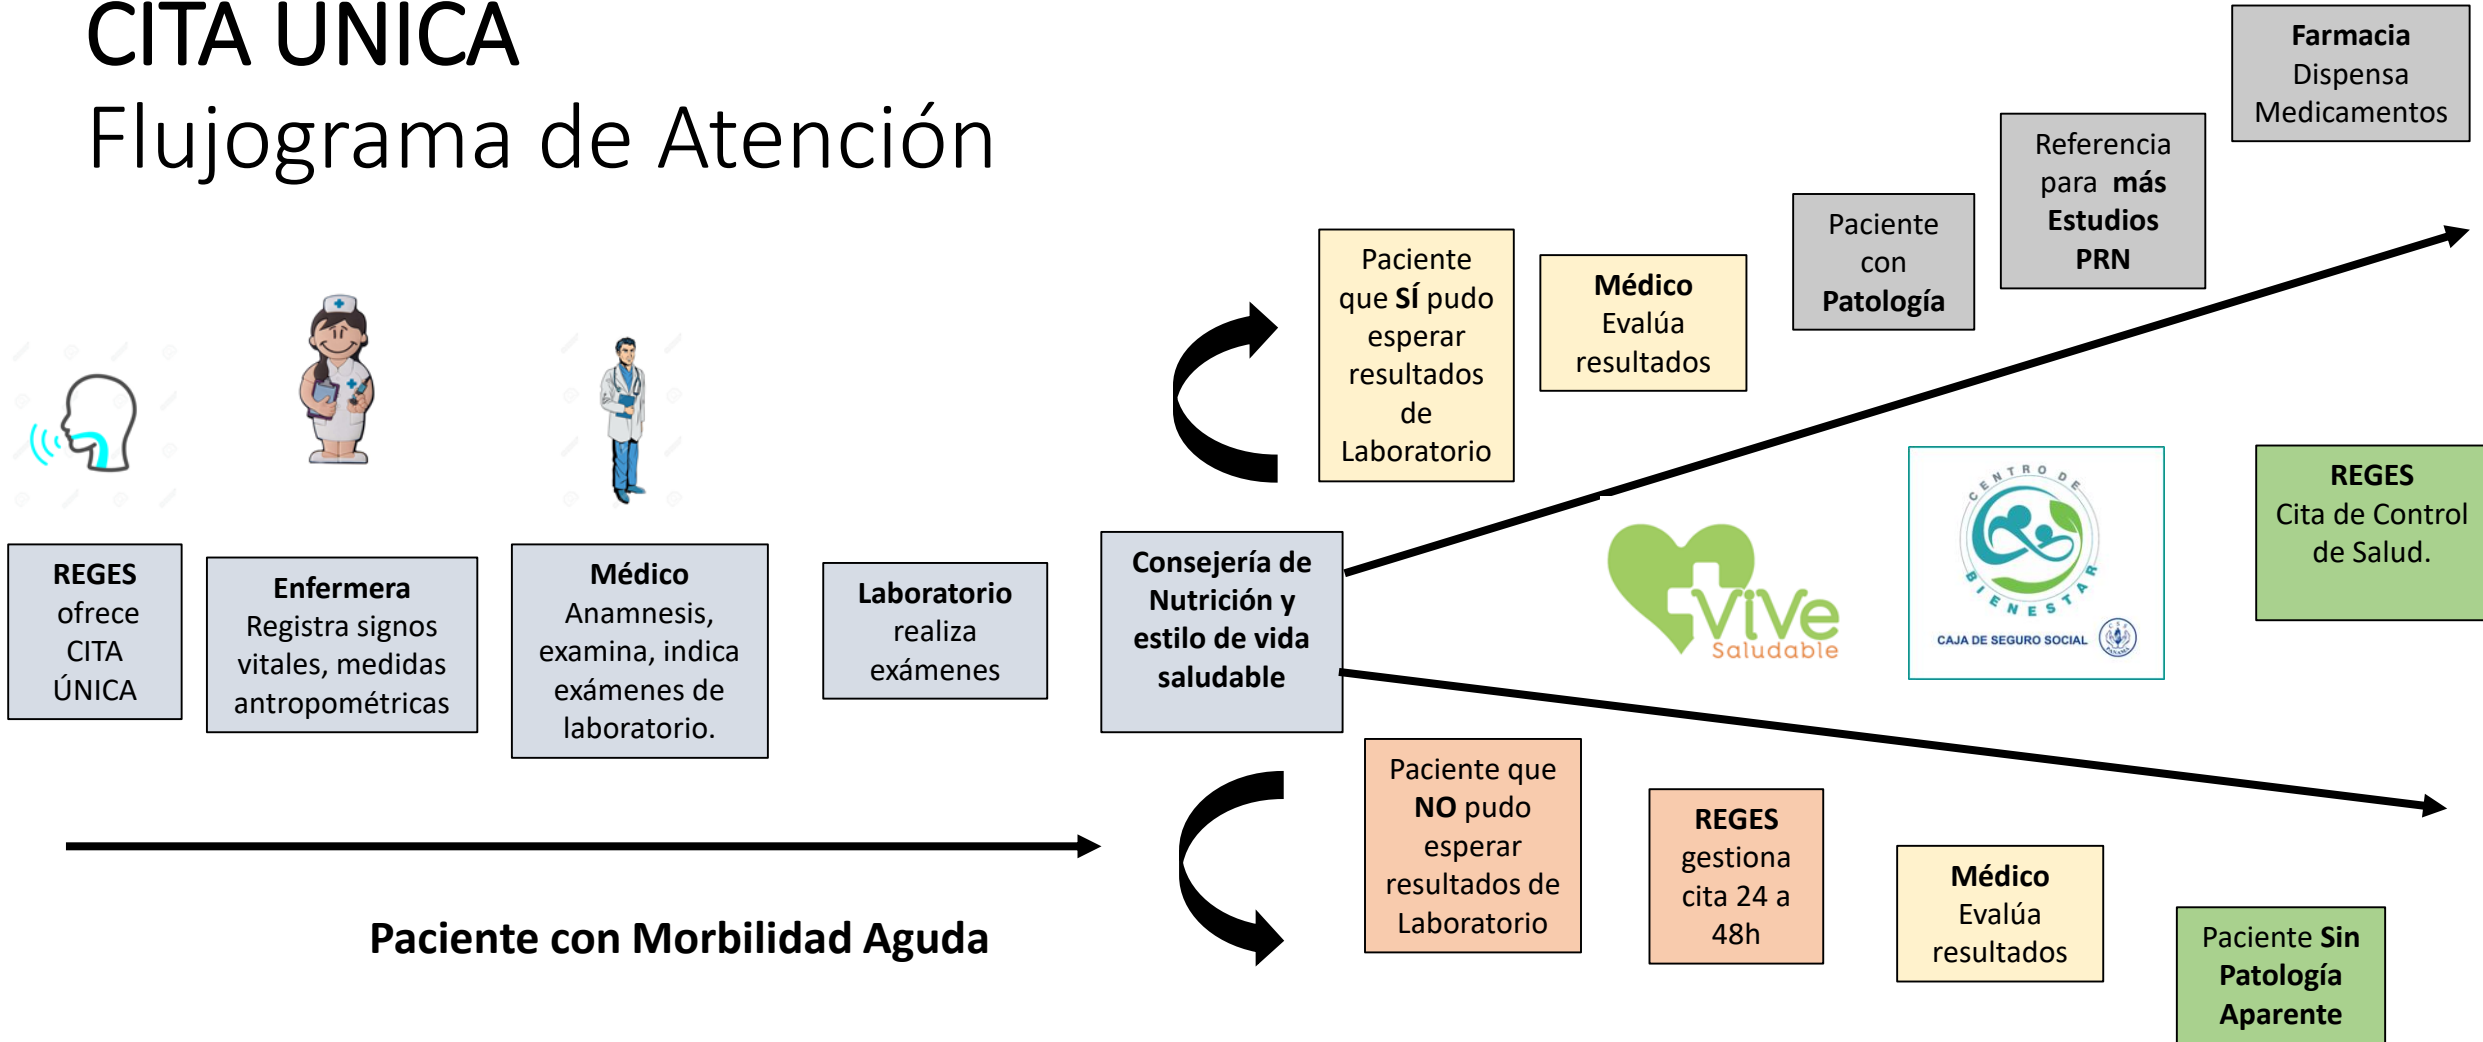 CITA ÚNICA
Flujograma de Atención
REGES
ofrece
CITA
ÚNICA
Enfermera
Registra signos
vitales, medidas
antropométricas
Médico
Anamnesis,
examina, indica
exámenes de
laboratorio.
Laboratorio
realiza
exámenes
Consejería de
Nutrición y
estilo de vida
saludable
Paciente con Morbilidad Aguda
Paciente
que SÍ pudo
esperar
resultados
de
Laboratorio
Médico
Evalúa
resultados
Paciente
con
Patología
Referencia
para más
Estudios
PRN
Farmacia
Dispensa
Medicamentos
ViVe
Saludable
CENTRO DE
BIENESTAR
CAJA DE SEGURO SOCIAL
REGES
Cita de Control
de Salud.
Paciente que
NO pudo
esperar
resultados de
Laboratorio
REGES
gestiona
cita 24 a
48h
Médico
Evalúa
resultados
Paciente Sin
Patología
Aparente